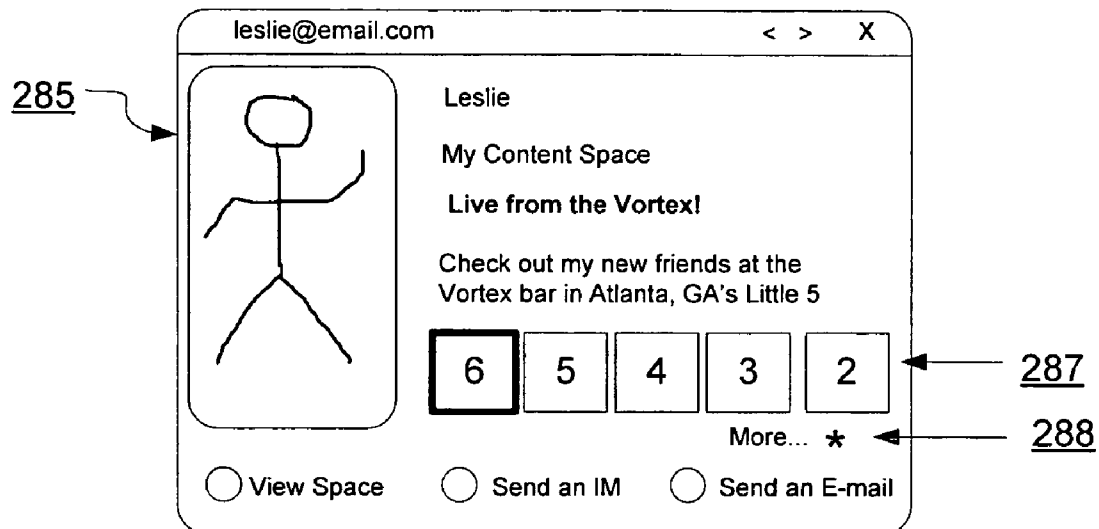 leslie@email.com < > X
285
Leslie
My Content Space
Live from the Vortex!
Check out my new friends at the
Vortex bar in Atlanta, GA's Little 5
6 5 4 3 2
287
More... *
288
View Space Send an IM Send an E-mail